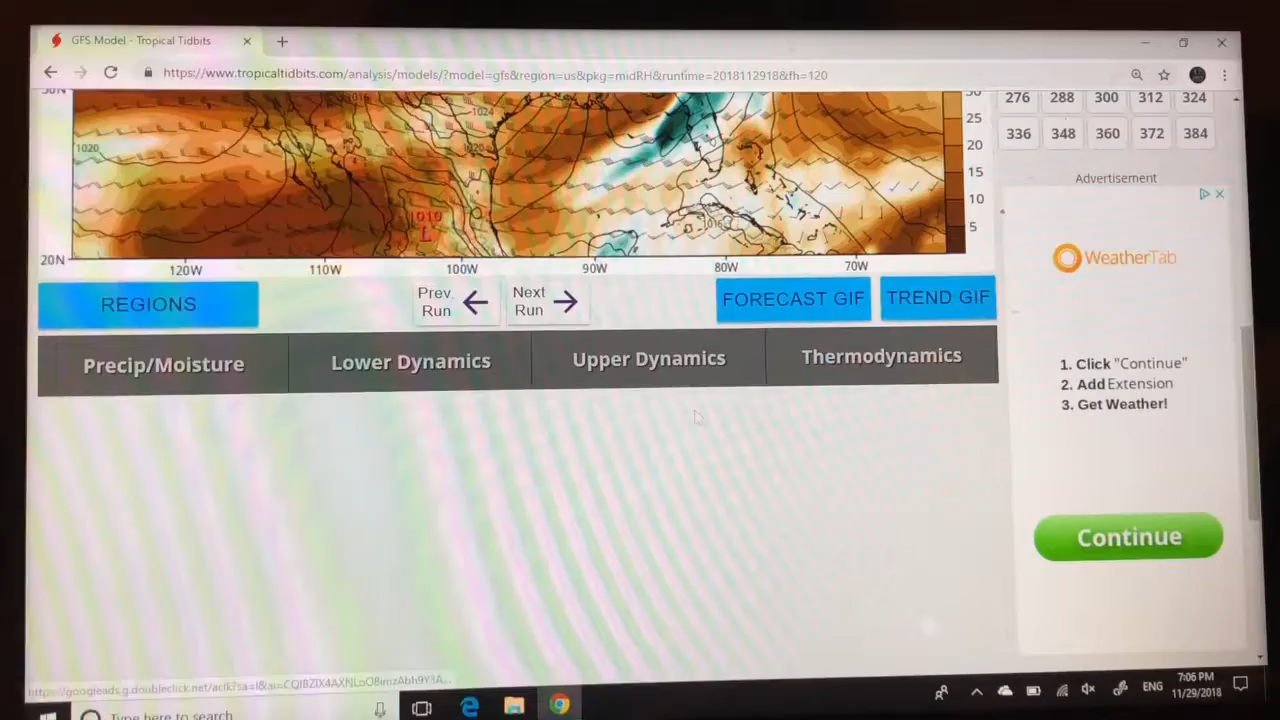 GFS Model - Tropical Tidbits
https://www.tropicaltidbits.com/analysis/models/?model=gfs&region=us&pkg=midRH&runtime=2018112918&fh=120
276 288 300 312 324
336 348 360 372 384
1024
1020
1020
1010
L
25
20
15
10
5
20N
120W 110W 100W 90W 80W 70W
REGIONS
Prev. Run
Next Run
FORECAST GIF
TREND GIF
Precip/Moisture
Lower Dynamics
Upper Dynamics
Thermodynamics
Advertisement
WeatherTab
1. Click "Continue"
2. Add Extension
3. Get Weather!
Continue
ENG
7:06 PM
11/29/2018
Type here to search